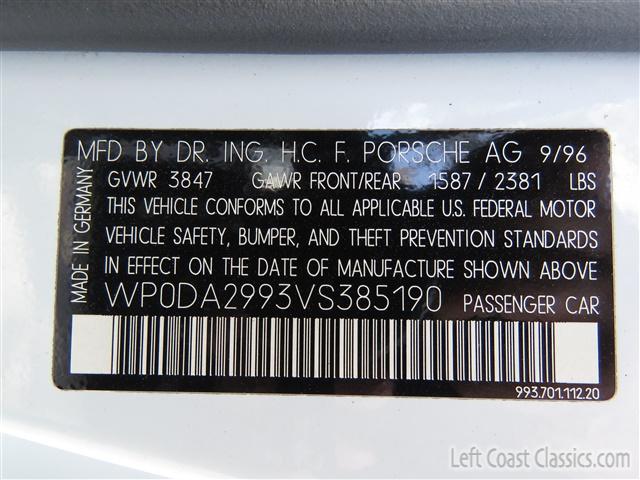 MFD BY DR. ING. H.C. F. PORSCHE AG 9/96
GVWR 3847 GAWR FRONT/REAR 1587 / 2381 LBS
THIS VEHICLE CONFORMS TO ALL APPLICABLE U.S. FEDERAL MOTOR
VEHICLE SAFETY, BUMPER, AND THEFT PREVENTION STANDARDS
IN EFFECT ON THE DATE OF MANUFACTURE SHOWN ABOVE
WP0DA2993VS385190 PASSENGER CAR
MADE IN GERMANY
993.701.112.20
Left Coast Classics.com